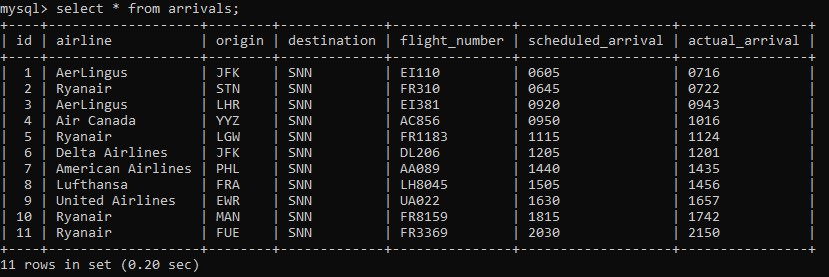 mysql> select * from arrivals;
+----+-------------------+--------+-------------+---------------+-------------------+----------------+
| id | airline           | origin | destination | flight_number | scheduled_arrival | actual_arrival |
+----+-------------------+--------+-------------+---------------+-------------------+----------------+
|  1 | AerLingus         | JFK    | SNN         | EI110         | 0605              | 0716           |
|  2 | Ryanair           | STN    | SNN         | FR310         | 0645              | 0722           |
|  3 | AerLingus         | LHR    | SNN         | EI381         | 0920              | 0943           |
|  4 | Air Canada        | YYZ    | SNN         | AC856         | 0950              | 1016           |
|  5 | Ryanair           | LGW    | SNN         | FR1183        | 1115              | 1124           |
|  6 | Delta Airlines    | JFK    | SNN         | DL206         | 1205              | 1201           |
|  7 | American Airlines | PHL    | SNN         | AA089         | 1440              | 1435           |
|  8 | Lufthansa         | FRA    | SNN         | LH8045        | 1505              | 1456           |
|  9 | United Airlines   | EWR    | SNN         | UA022         | 1630              | 1657           |
| 10 | Ryanair           | MAN    | SNN         | FR8159        | 1815              | 1742           |
| 11 | Ryanair           | FUE    | SNN         | FR3369        | 2030              | 2150           |
+----+-------------------+--------+-------------+---------------+-------------------+----------------+
11 rows in set (0.20 sec)